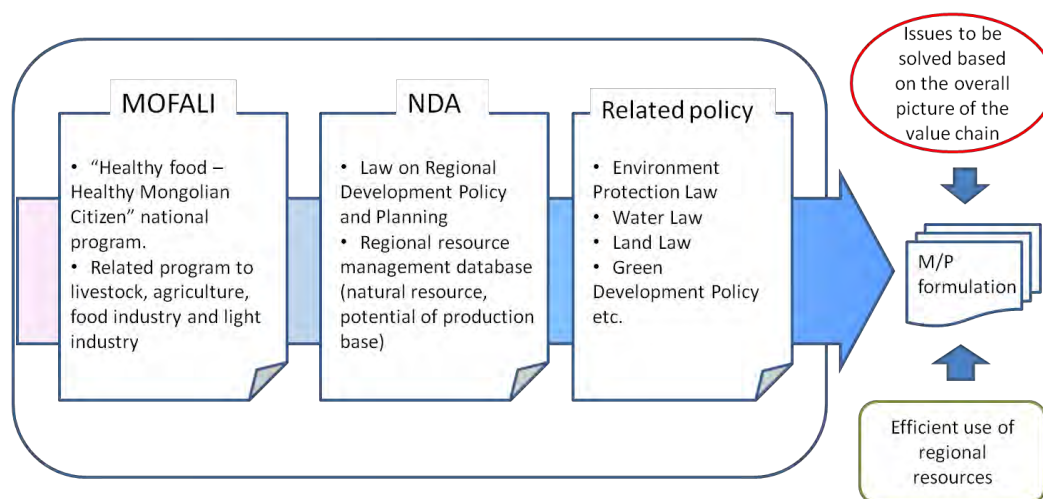 MOFALI
• “Healthy food –
Healthy Mongolian
Citizen” national
program.
• Related program to
livestock, agriculture,
food industry and light
industry
NDA
• Law on Regional
Development Policy
and Planning
• Regional resource
management database
(natural resource,
potential of production
base)
Related policy
• Environment
Protection Law
• Water Law
• Land Law
• Green
Development Policy
etc.
Issues to be
solved based
on the overall
picture of the
value chain
M/P
formulation
Efficient use of
regional
resources